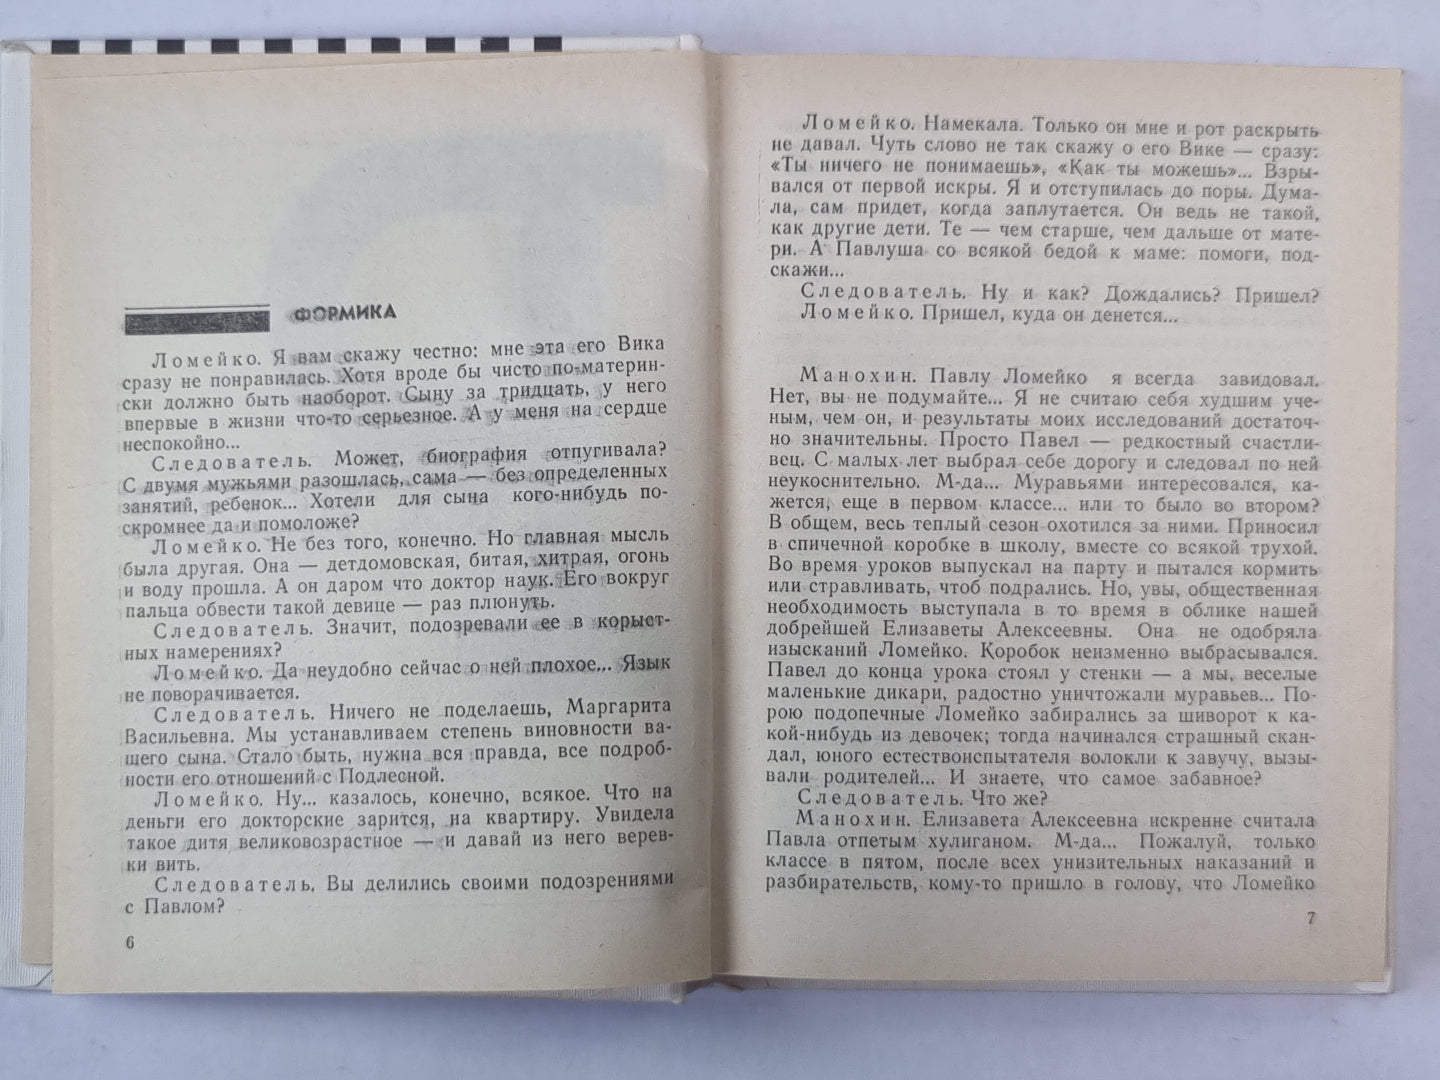 ФОРМИКА
Ломейко. Я вам скажу честно: мне эта его Вика
сразу не понравилась. Хотя вроде бы чисто по-материн-
ски должно быть наоборот. Сыну за тридцать, у него
впервые в жизни что-то серьезное. А у меня на сердце
неспокойно...
Следователь. Может, биография отпугивала?
С двумя мужьями разошлась, сама — без определенных
занятий, ребенок... Хотели для сына кого-нибудь по-
скромнее да и помоложе?
Ломейко. Не без того, конечно. Но главная мысль
была другая. Она — детдомовская, битая, хитрая, огонь
и воду прошла. А он даром что доктор наук. Его вокруг
пальца обвести такой девице — раз плюнуть.
Следователь. Значит, подозревали ее в корыст-
ных намерениях?
Ломейко. Да неудобно сейчас о ней плохое... Язык
не поворачивается.
Следователь. Ничего не поделаешь, Маргарита
Васильевна. Мы устанавливаем степень виновности ва-
шего сына. Стало быть, нужна вся правда, все подроб-
ности его отношений с Подлесной.
Ломейко. Ну... казалось, конечно, всякое. Что на
деньги его докторские зарится, на квартиру. Увидела
такое дитя великовозрастное — и давай из него верев-
ки вить.
Следователь. Вы делились своими подозрениями
с Павлом?
6
Ломейко. Намекала. Только он мне и рот раскрыть
не давал. Чуть слово не так скажу о его Вике — сразу:
«Ты ничего не понимаешь», «Как ты можешь»... Взры-
вался от первой искры. Я и отступилась до поры. Дума-
ла, сам придет, когда заплутается. Он ведь не такой,
как другие дети. Те — чем старше, чем дальше от мате-
ри. А Павлуша со всякой бедой к маме: помоги, под-
скажи...
Следователь. Ну и как? Дождались? Пришел?
Ломейко. Пришел, куда он денется...
Манохин. Павлу Ломейко я всегда завидовал.
Нет, вы не подумайте... Я не считаю себя худшим уче-
ным, чем он, и результаты моих исследований достаточ-
но значительны. Просто Павел — редкостный счастли-
вец. С малых лет выбрал себе дорогу и следовал по ней
неукоснительно. М-да... Муравьями интересовался, ка-
жется, еще в первом классе... или то было во втором?
В общем, весь теплый сезон охотился за ними. Приносил
в спичечной коробке в школу, вместе со всякой трухой.
Во время уроков выпускал на парту и пытался кормить
или стравливать, чтоб подрались. Но, увы, общественная
необходимость выступала в то время в облике нашей
добрейшей Елизаветы Алексеевны. Она не одобряла
изысканий Ломейко. Коробок неизменно выбрасывался.
Павел до конца урока стоял у стенки — а мы, веселые
маленькие дикари, радостно уничтожали муравьев... По-
рою подопечные Ломейко забирались за шиворот к ка-
кой-нибудь из девочек; тогда начинался страшный скан-
дал, юного естествоиспытателя волокли к завучу, вызы-
вали родителей... И знаете, что самое забавное?
Следователь. Что же?
Манохин. Елизавета Алексеевна искренне считала
Павла отпетым хулиганом. М-да... Пожалуй, только
классе в пятом, после всех унизительных наказаний и
разбирательств, кому-то пришло в голову, что Ломейко
7